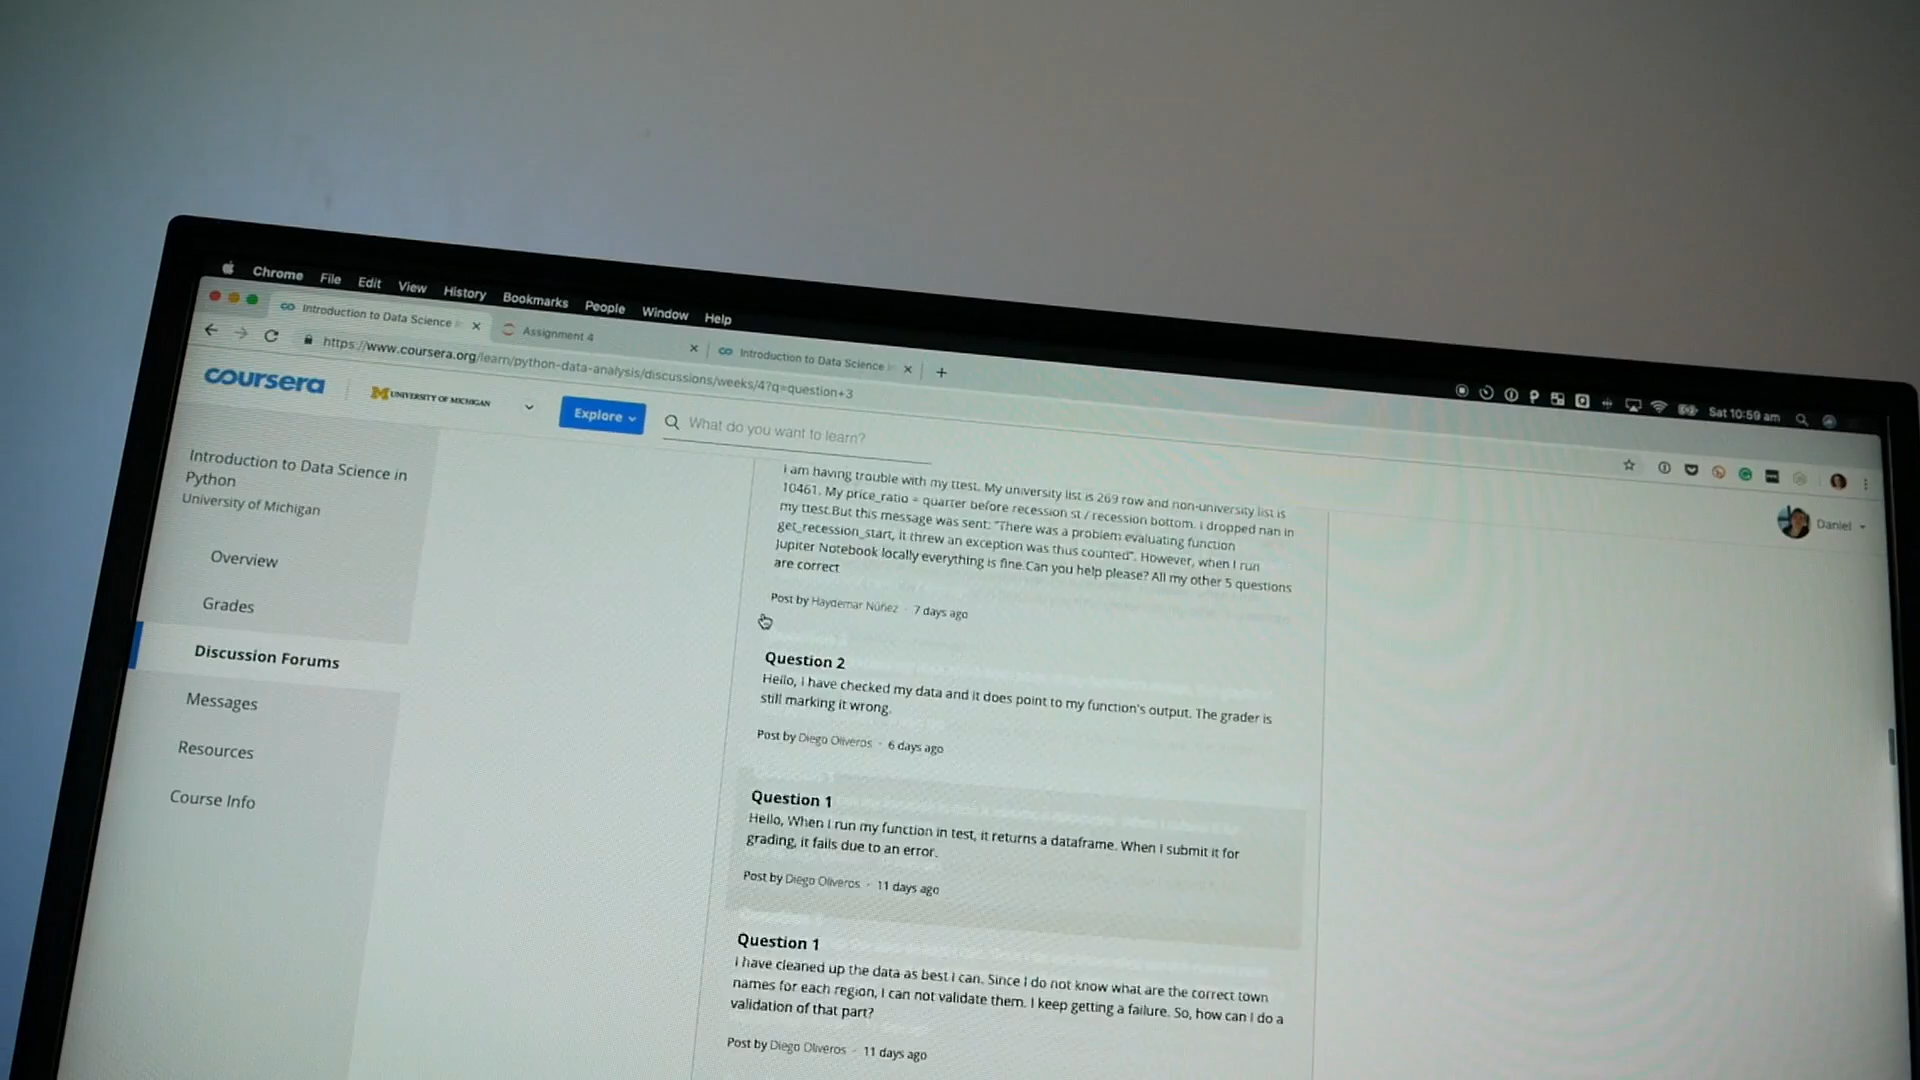 Chrome File Edit View History Bookmarks People Window Help
Sat 10:59 am
Introduction to Data Science in
Assignment 4
Introduction to Data Science in
https://www.coursera.org/learn/python-data-analysis/discussions/weeks/4?q=question+3
coursera
M UNIVERSITY OF MICHIGAN
Explore
What do you want to learn?
Daniel
Introduction to Data Science in
Python
University of Michigan
Overview
Grades
Discussion Forums
Messages
Resources
Course Info
I am having trouble with my ttest. My university list is 269 row and non-university list is
10461. My price_ratio = quarter before recession st / recession bottom. I dropped nan in
my ttest.But this message was sent: "There was a problem evaluating function
get_recession_start, it threw an exception was thus counted". However, when I run
Jupiter Notebook locally everything is fine.Can you help please? All my other 5 questions
are correct
Post by Haydemar Núñez · 7 days ago
Question 2
Hello, I have checked my data and it does point to my function's output. The grader is
still marking it wrong.
Post by Diego Oliveros · 6 days ago
Question 1
Hello, When I run my function in test, it returns a dataframe. When I submit it for
grading, it fails due to an error.
Post by Diego Oliveros · 11 days ago
Question 1
I have cleaned up the data as best I can. Since I do not know what are the correct town
names for each region, I can not validate them. I keep getting a failure. So, how can I do a
validation of that part?
Post by Diego Oliveros · 11 days ago